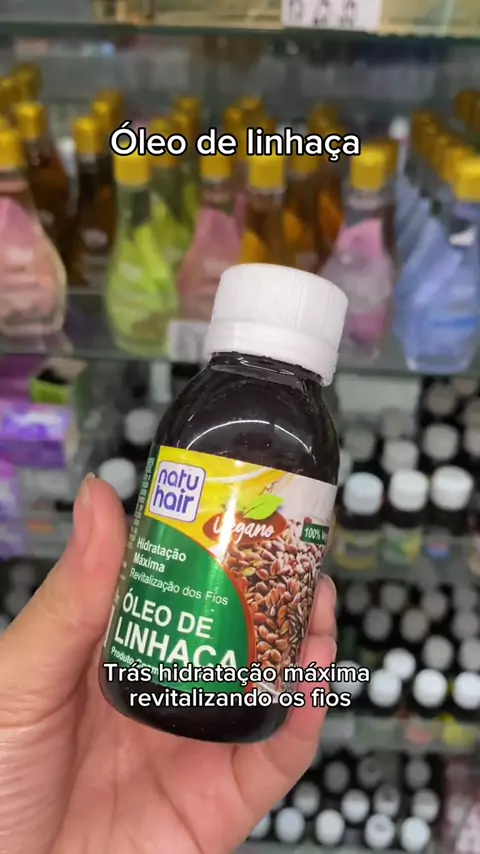 Óleo de linhaça
natu
hair
Vegano
100%
Hidratação
Máxima
Revitalização dos Fios
ÓLEO DE
LINHAÇA
Produto
Trás hidratação máxima
revitalizando os fios